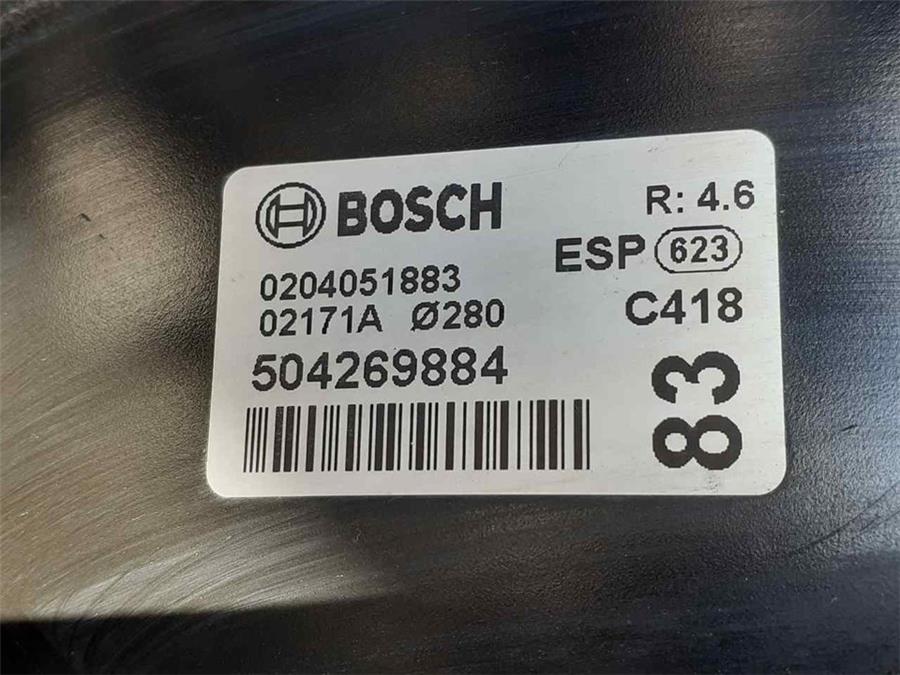 BOSCH R: 4.6
ESP 623
0204051883
02171A Ø280 C418
504269884
83